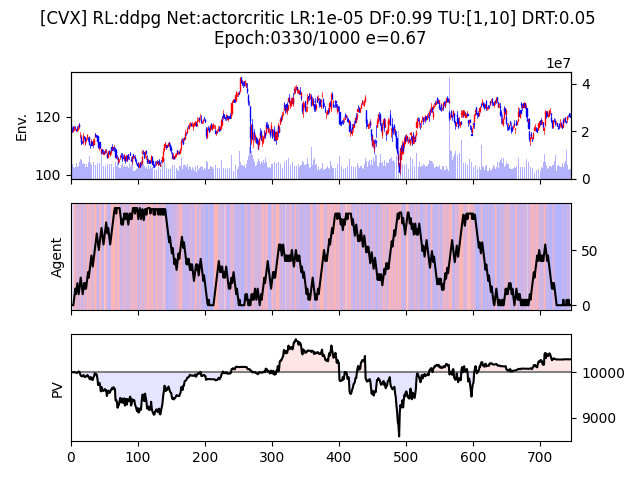 [CVX] RL:ddpg Net:actorcritic LR:1e-05 DF:0.99 TU:[1,10] DRT:0.05
Epoch:0330/1000 e=0.67
1e7
Env.
120
100
4
2
0
Agent
50
0
PV
10000
9000
0 100 200 300 400 500 600 700